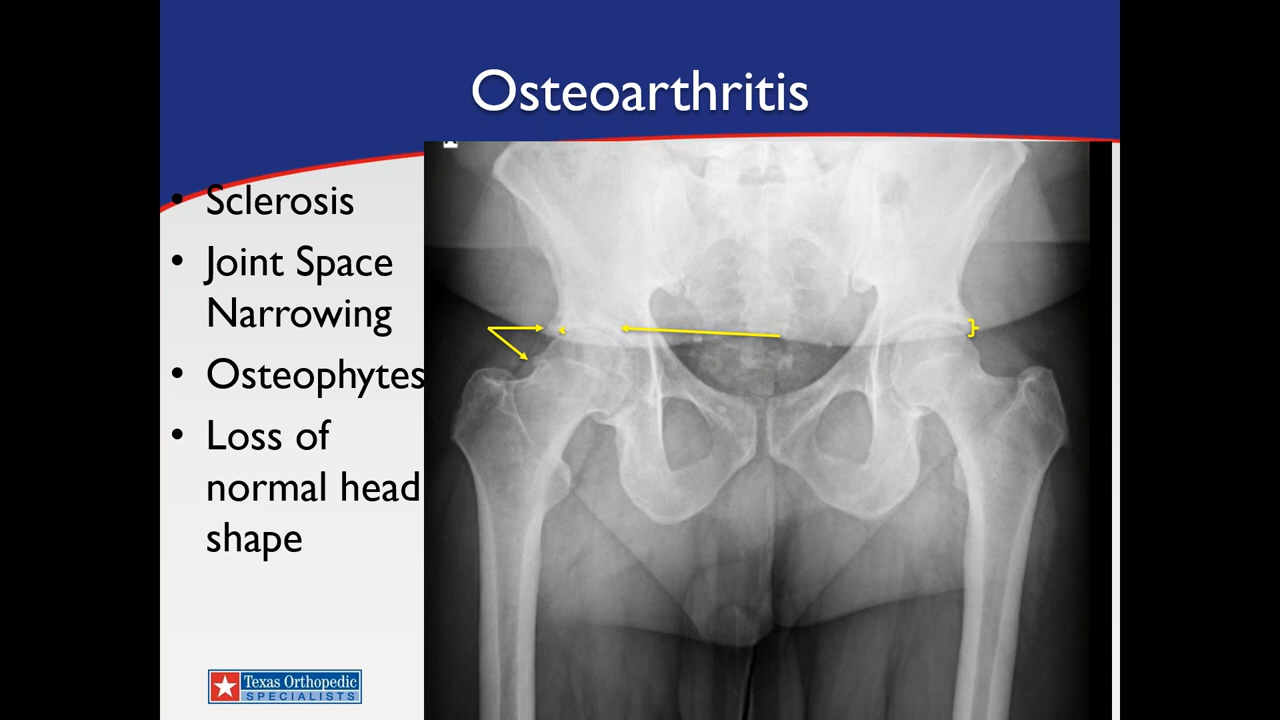 Osteoarthritis
• Sclerosis
• Joint Space
Narrowing
• Osteophytes
• Loss of
normal head
shape
Texas Orthopedic
SPECIALISTS